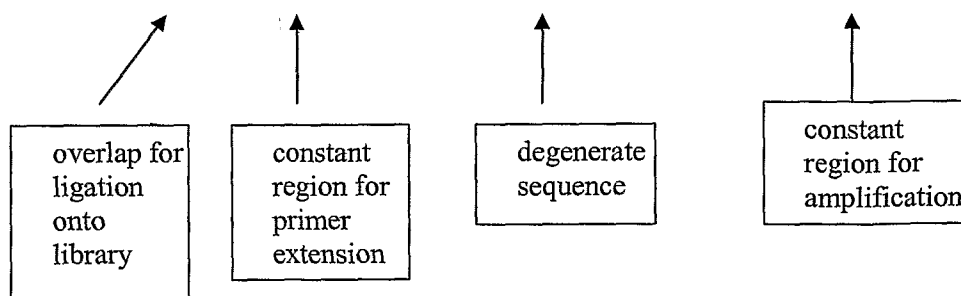 overlap for
ligation
onto
library
constant
region for
primer
extension
degenerate
sequence
constant
region for
amplification